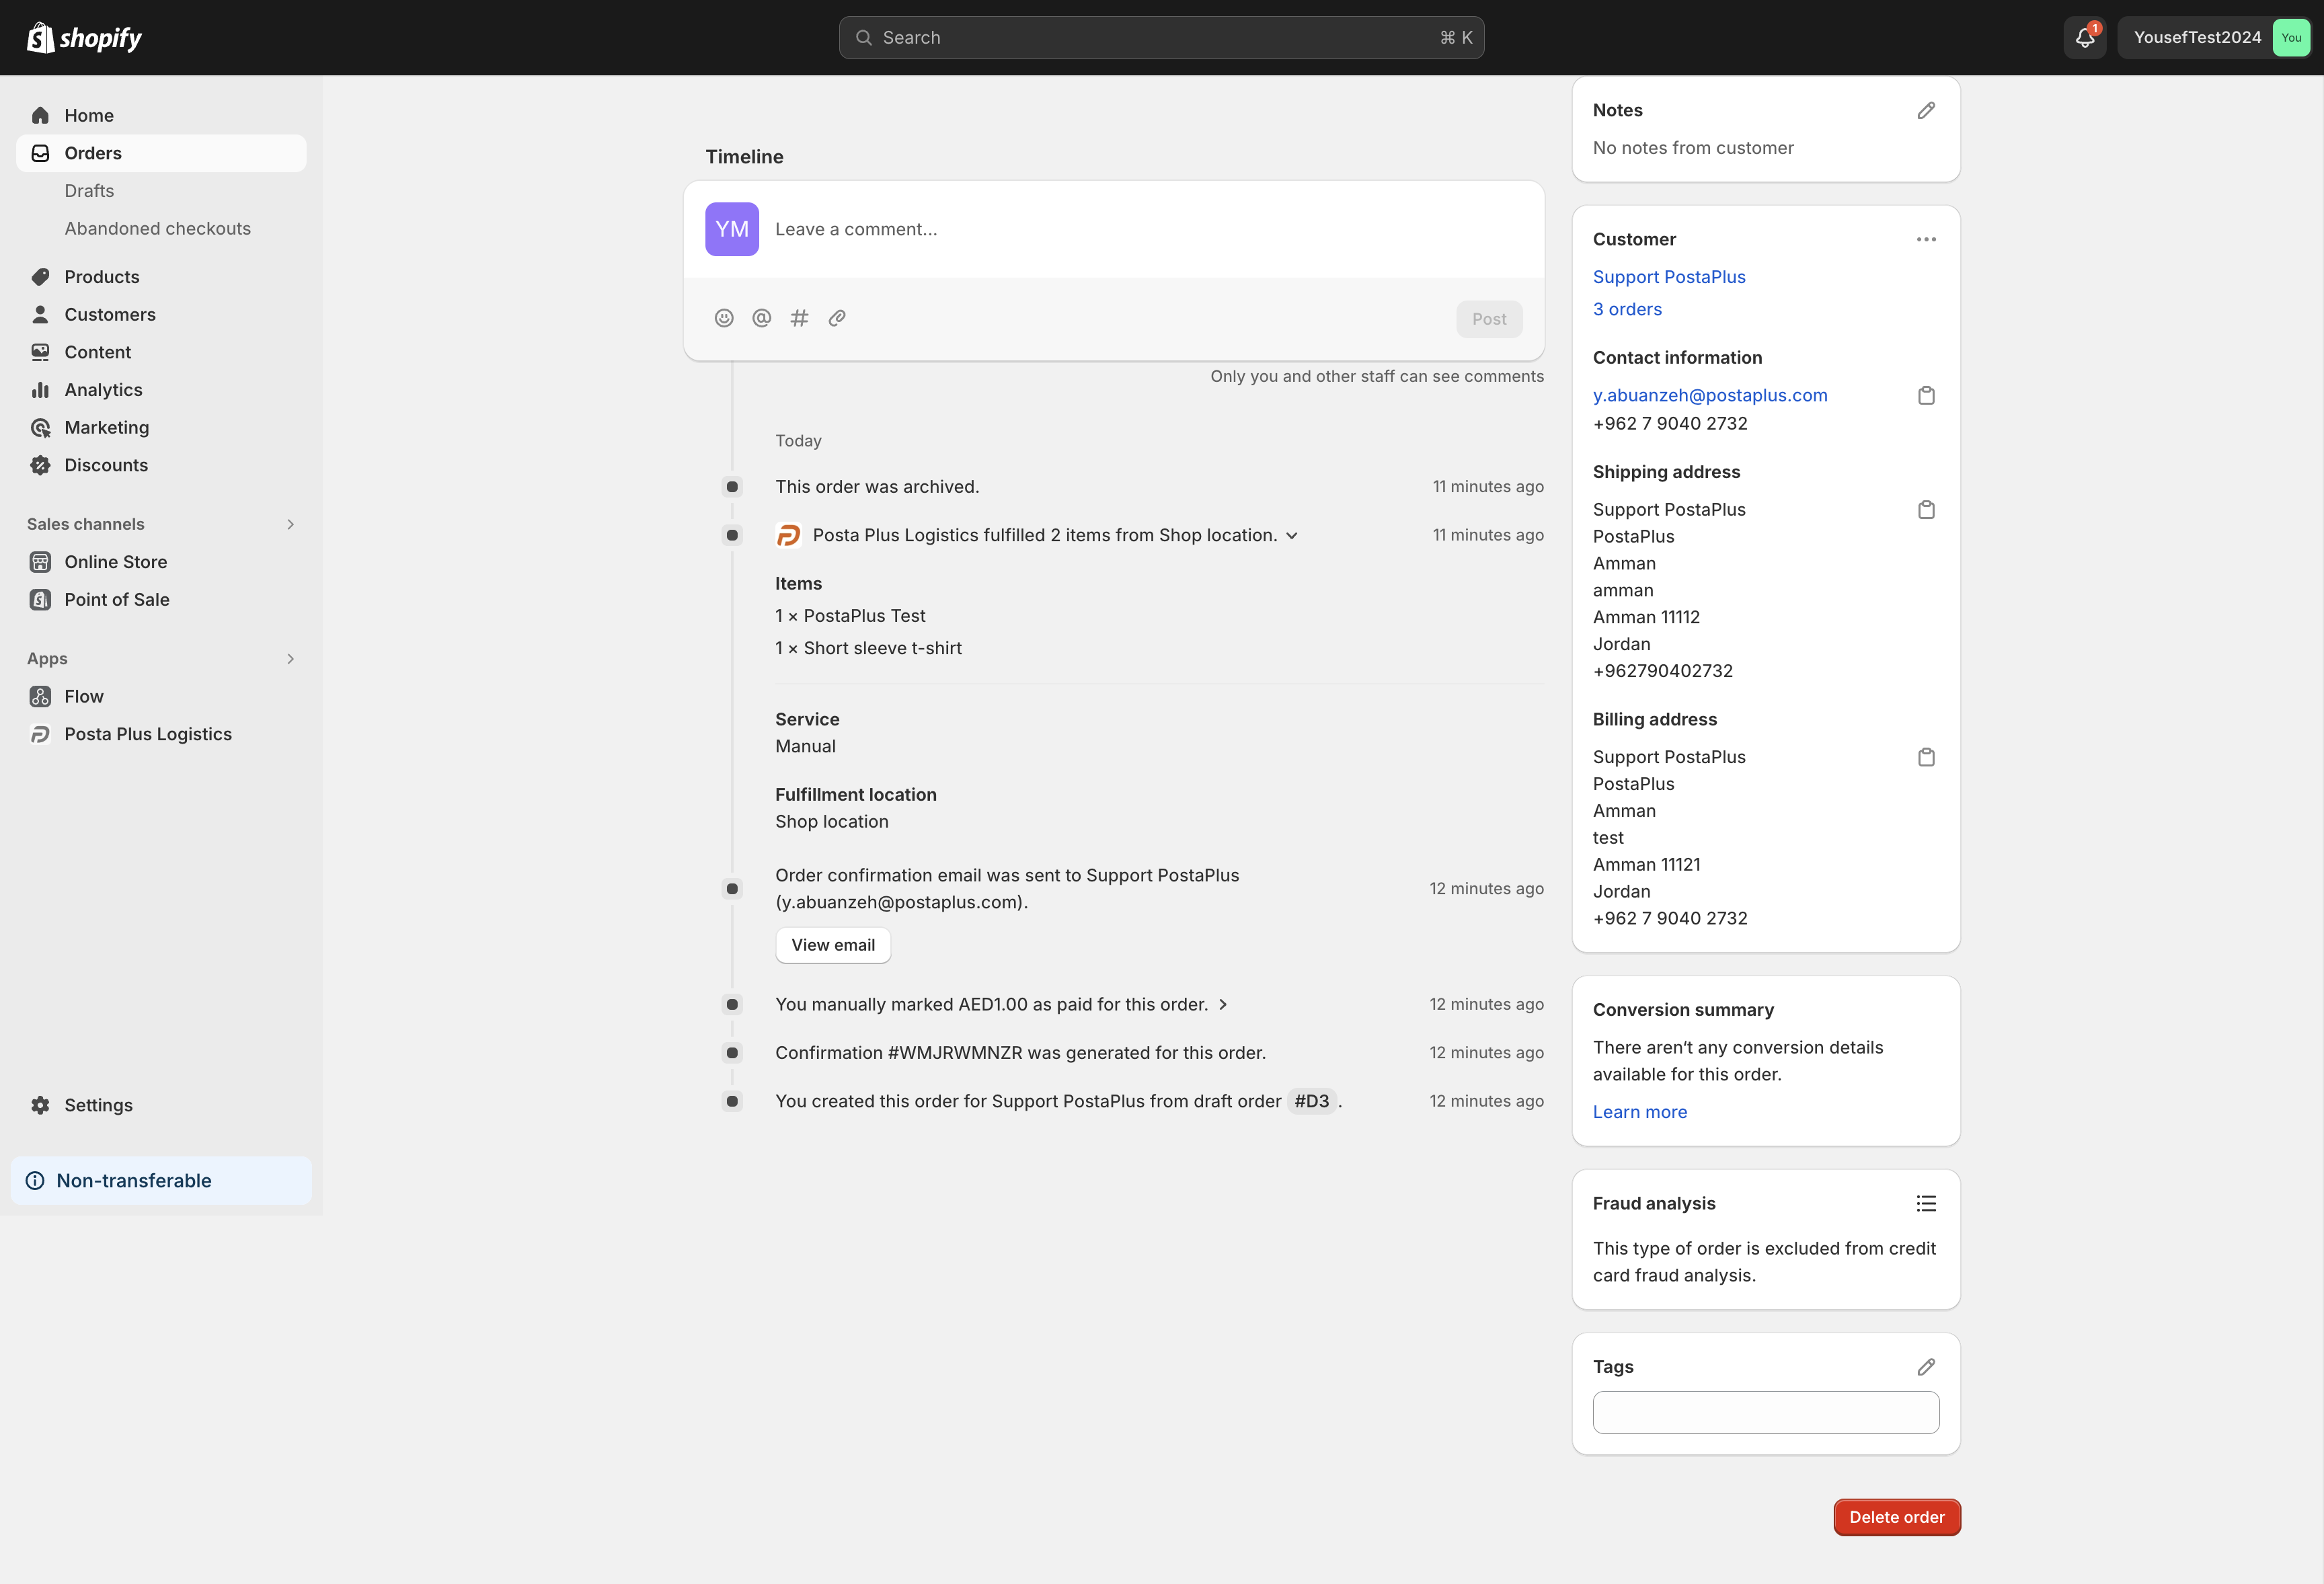 shopify
Search
⌘ K
1
YousefTest2024
You
Home
Orders
Drafts
Abandoned checkouts
Products
Customers
Content
Analytics
Marketing
Discounts
Sales channels
Online Store
Point of Sale
Apps
Flow
Posta Plus Logistics
Settings
Non-transferable
Timeline
YM
Leave a comment...
Post
Only you and other staff can see comments
Today
This order was archived.
11 minutes ago
Posta Plus Logistics fulfilled 2 items from Shop location.
11 minutes ago
Items
1 × PostaPlus Test
1 × Short sleeve t-shirt
Service
Manual
Fulfillment location
Shop location
Order confirmation email was sent to Support PostaPlus
(y.abuanzeh@postaplus.com).
12 minutes ago
View email
You manually marked AED1.00 as paid for this order.
12 minutes ago
Confirmation #WMJRWMNZR was generated for this order.
12 minutes ago
You created this order for Support PostaPlus from draft order #D3 .
12 minutes ago
Notes
No notes from customer
Customer
Support PostaPlus
3 orders
Contact information
y.abuanzeh@postaplus.com
+962 7 9040 2732
Shipping address
Support PostaPlus
PostaPlus
Amman
amman
Amman 11112
Jordan
+962790402732
Billing address
Support PostaPlus
PostaPlus
Amman
test
Amman 11121
Jordan
+962 7 9040 2732
Conversion summary
There aren't any conversion details
available for this order.
Learn more
Fraud analysis
This type of order is excluded from credit
card fraud analysis.
Tags
Delete order